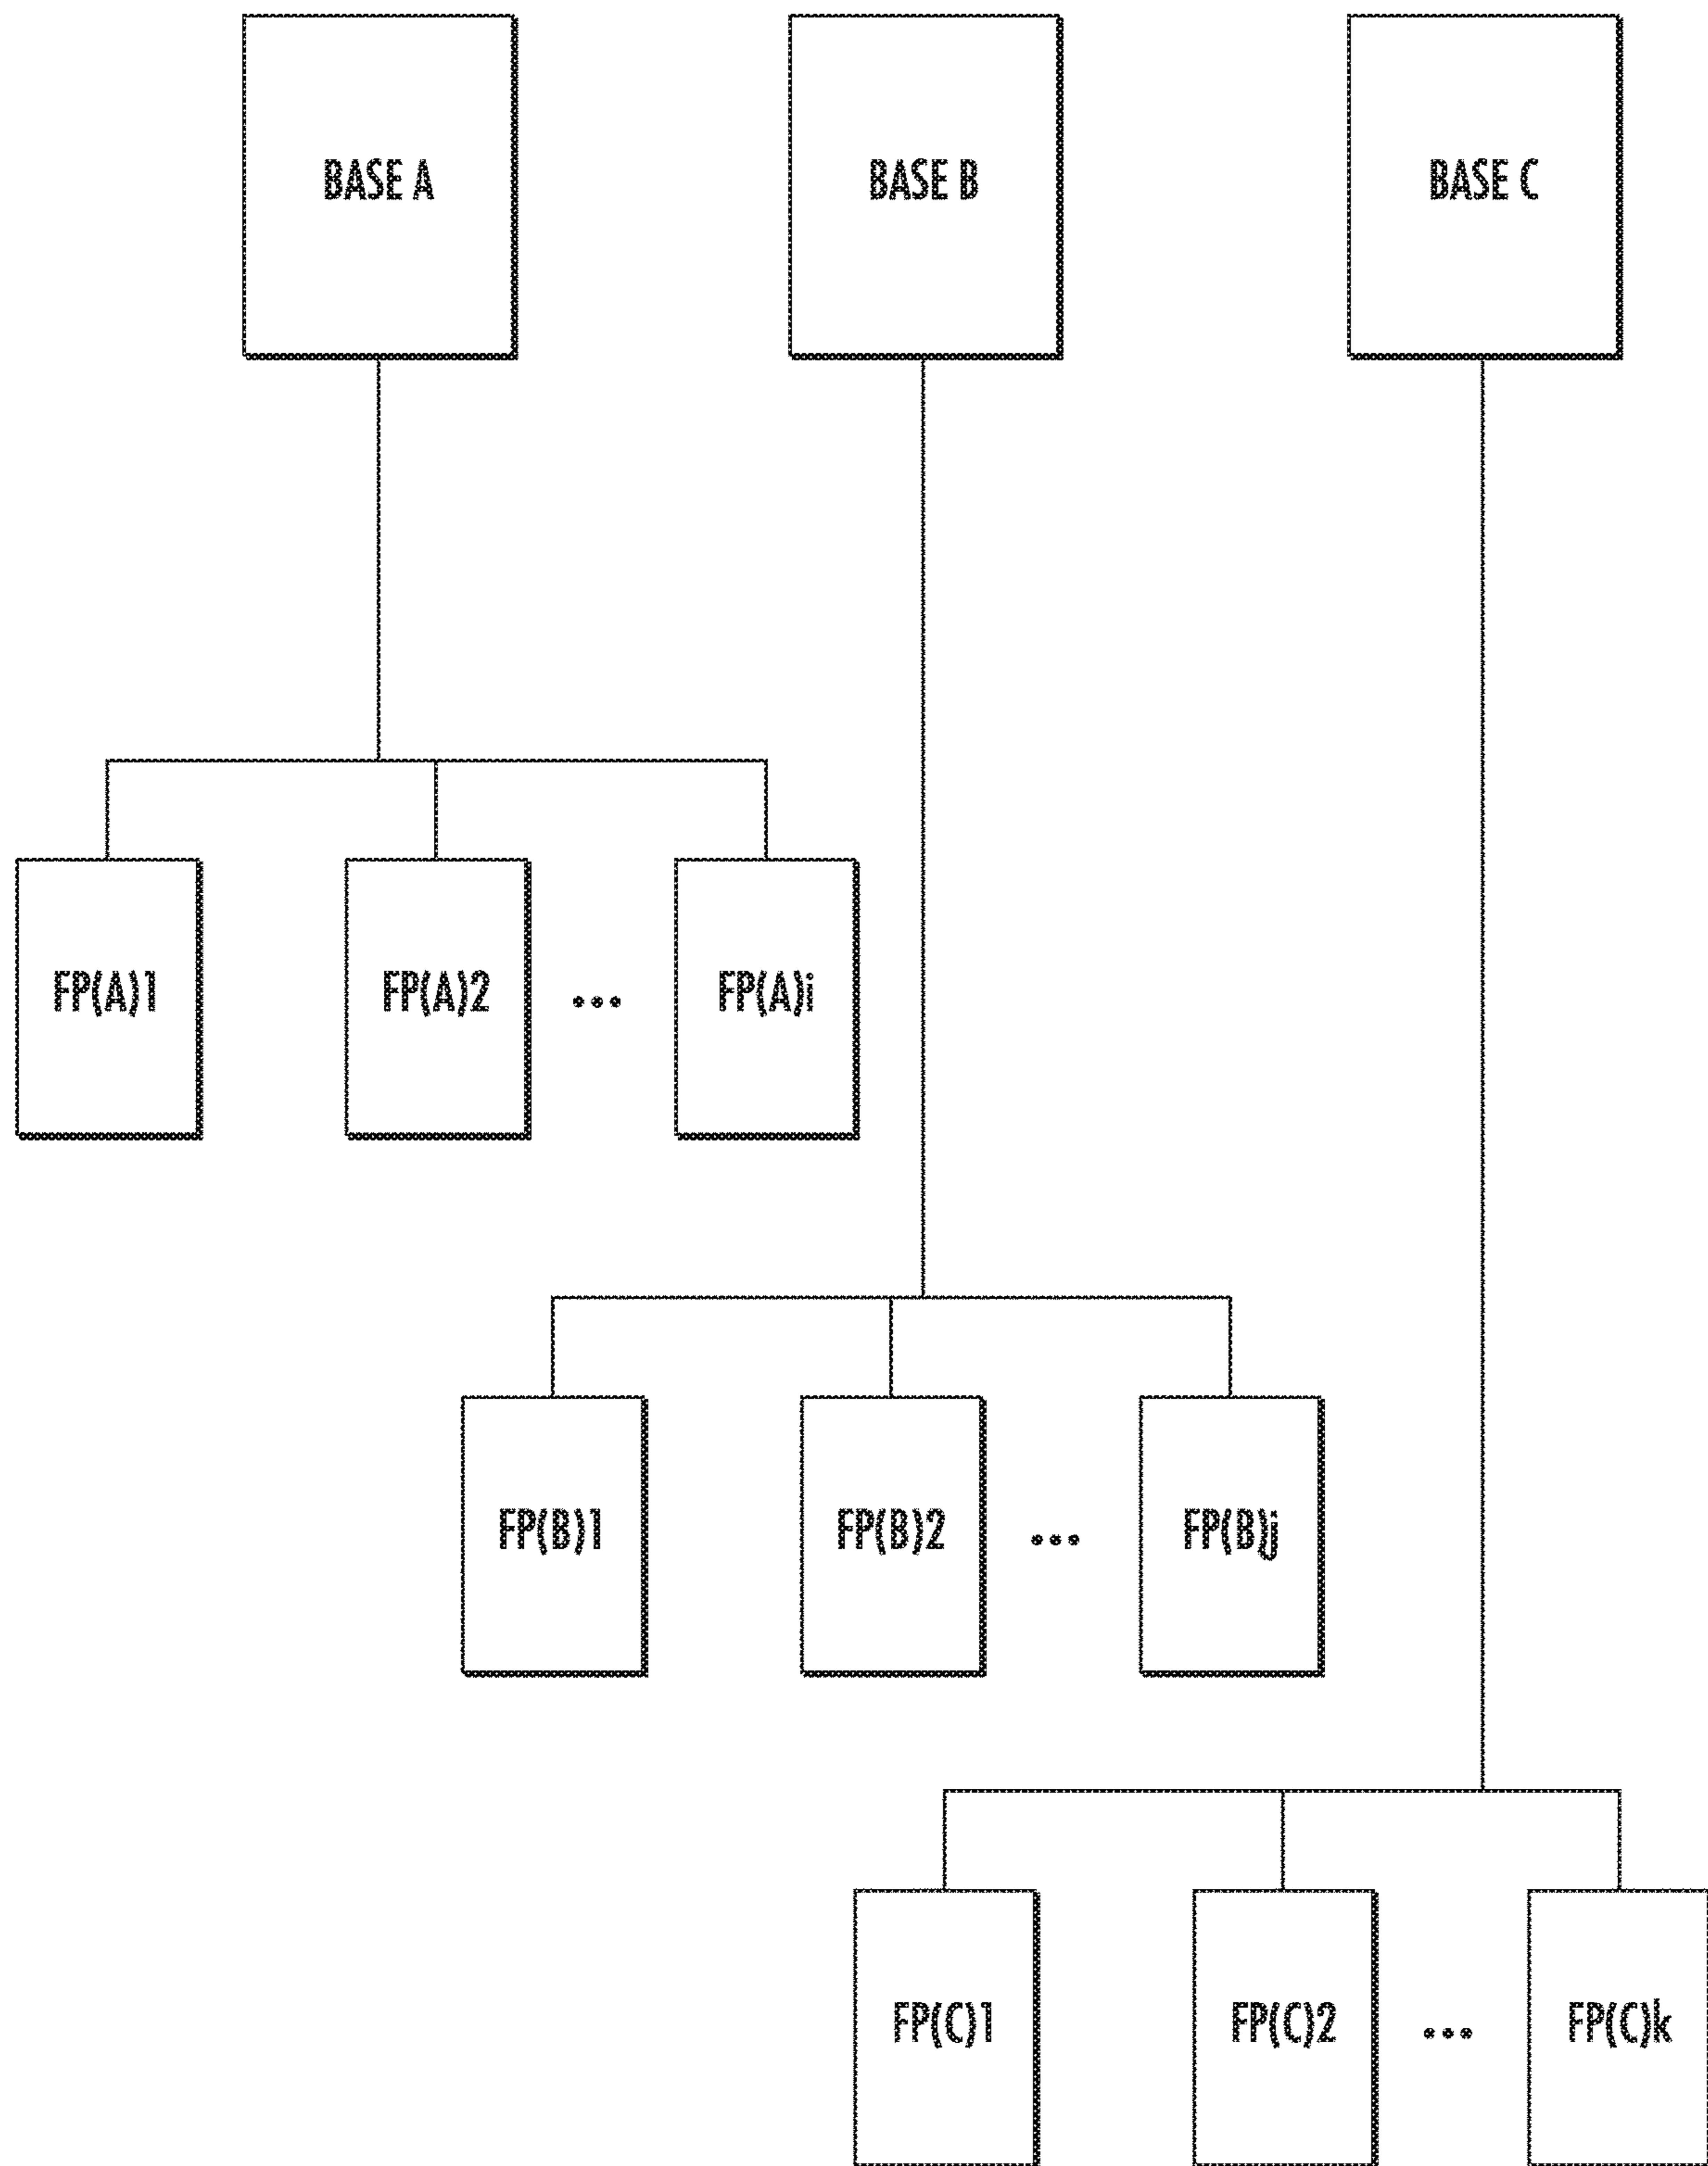 BASE A
BASE B
BASE C
FP(A)1
FP(A)2
...
FP(A)i
FP(B)1
FP(B)2
...
FP(B)j
FP(C)1
FP(C)2
...
FP(C)k